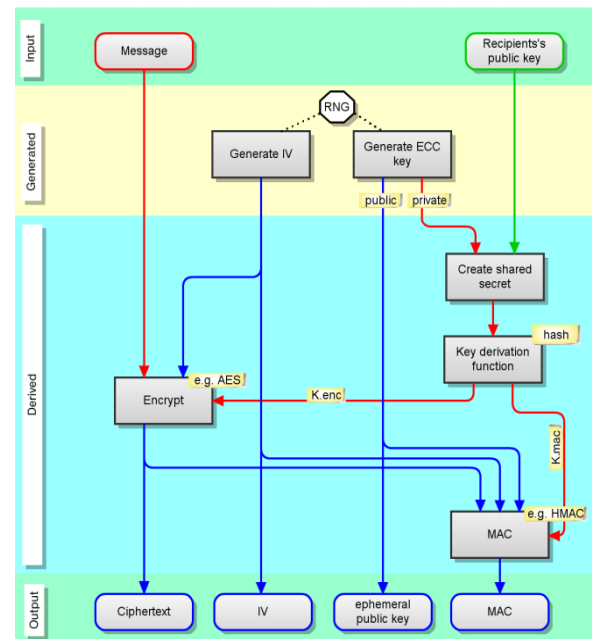 Input
Message
Recipients's
public key
Generated
RNG
Generate IV
Generate ECC
key
public
private
Derived
Create shared
secret
hash
Key derivation
function
e.g. AES
Encrypt
K.enc
K.mac
e.g. HMAC
MAC
Output
Ciphertext
IV
ephemeral
public key
MAC